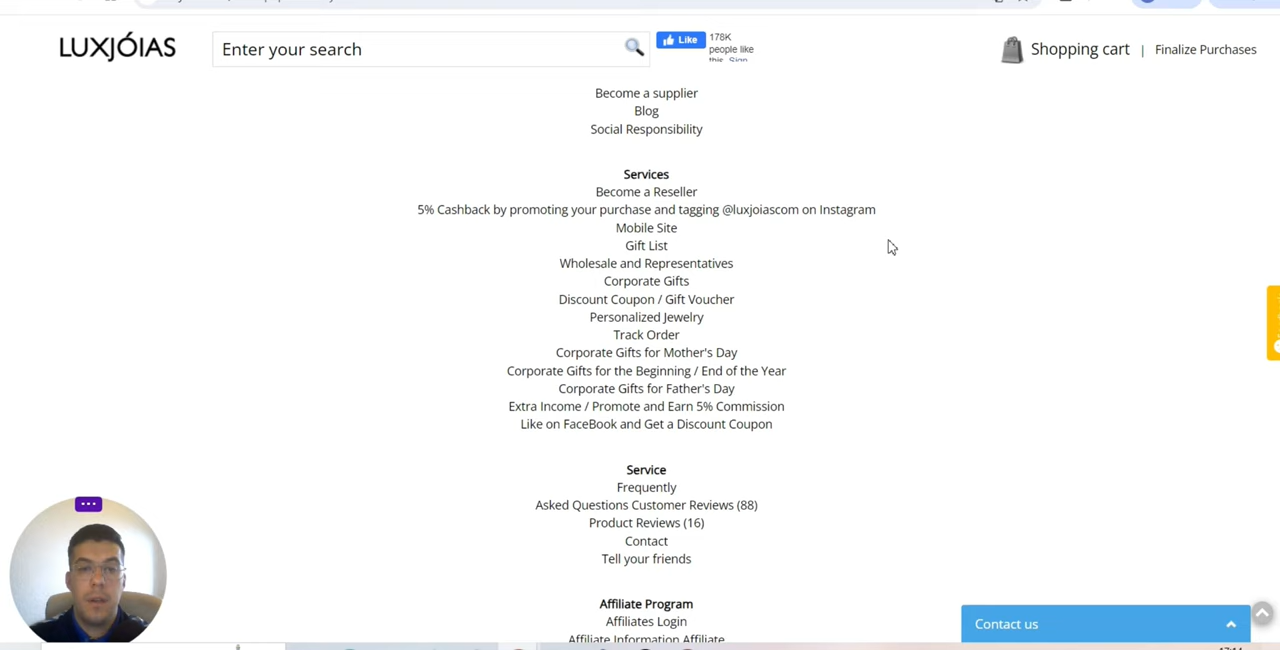 LUXJÓIAS
Enter your search
Like
178K
people like
this. Sign
Shopping cart | Finalize Purchases
Become a supplier
Blog
Social Responsibility
Services
Become a Reseller
5% Cashback by promoting your purchase and tagging @luxjoiascom on Instagram
Mobile Site
Gift List
Wholesale and Representatives
Corporate Gifts
Discount Coupon / Gift Voucher
Personalized Jewelry
Track Order
Corporate Gifts for Mother's Day
Corporate Gifts for the Beginning / End of the Year
Corporate Gifts for Father's Day
Extra Income / Promote and Earn 5% Commission
Like on FaceBook and Get a Discount Coupon
Service
Frequently
Asked Questions Customer Reviews (88)
Product Reviews (16)
Contact
Tell your friends
Affiliate Program
Affiliates Login
Affiliate Information Affiliate
Contact us